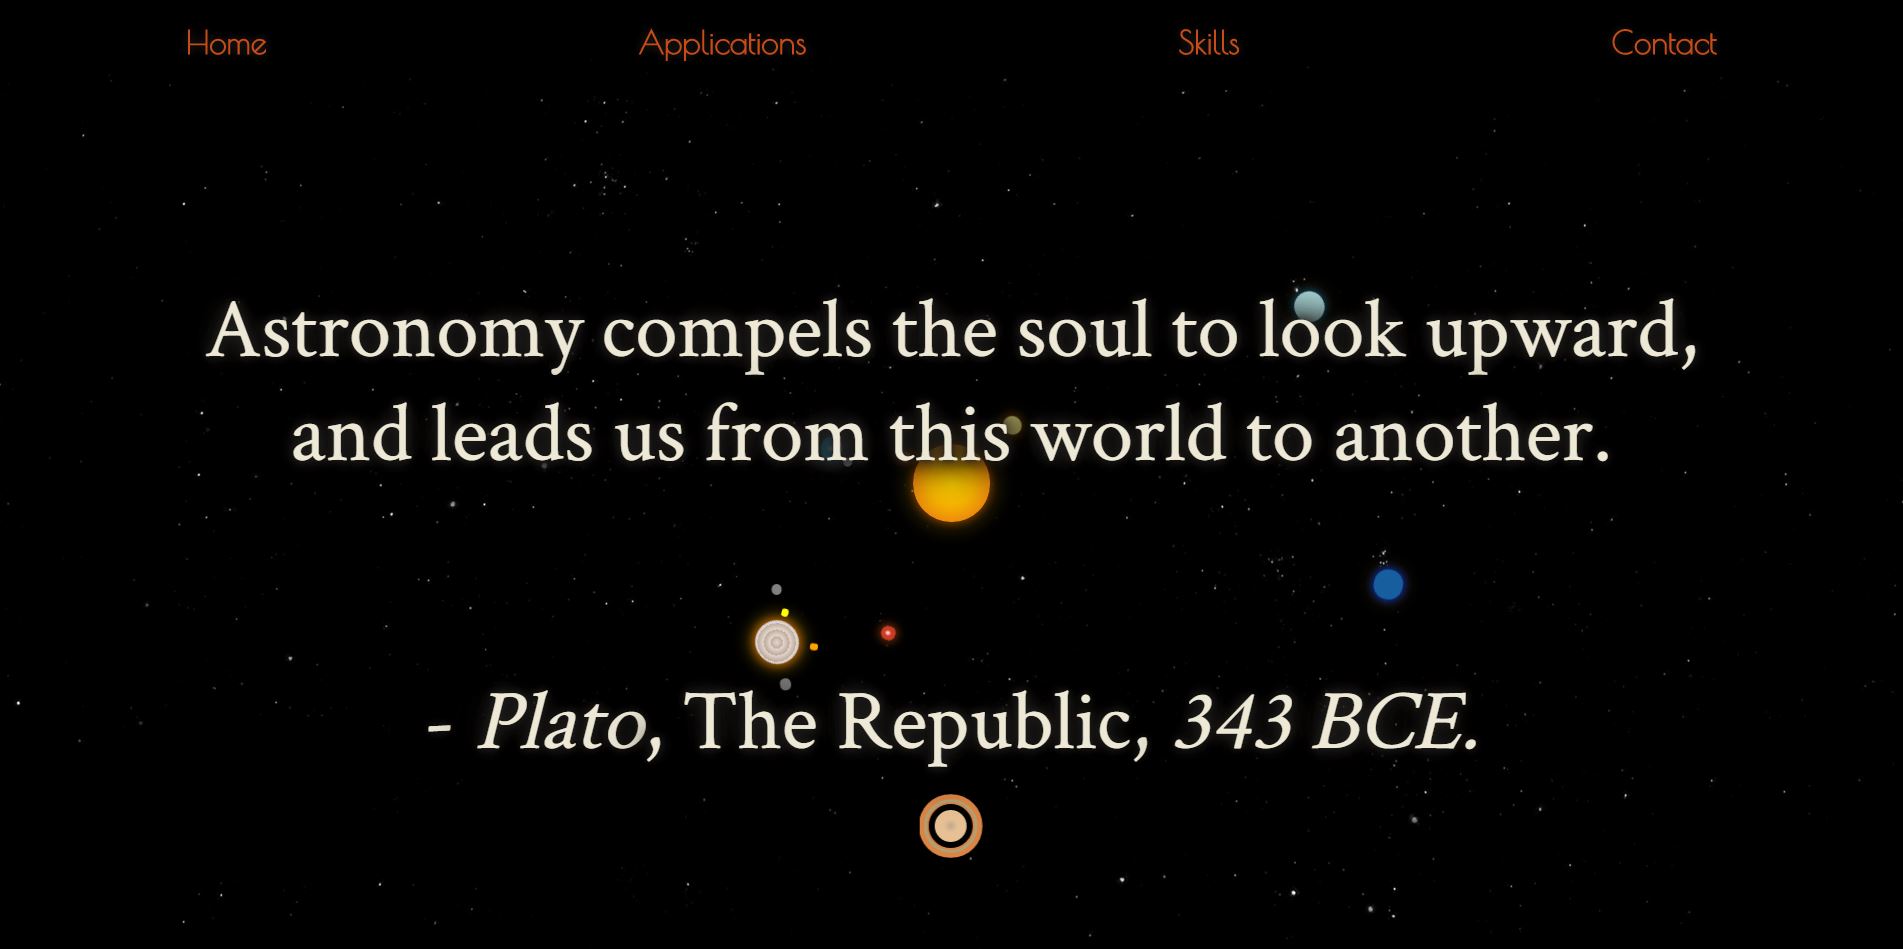 Home Applications Skills Contact
Astronomy compels the soul to look upward,
and leads us from this world to another.
- Plato, The Republic, 343 BCE.